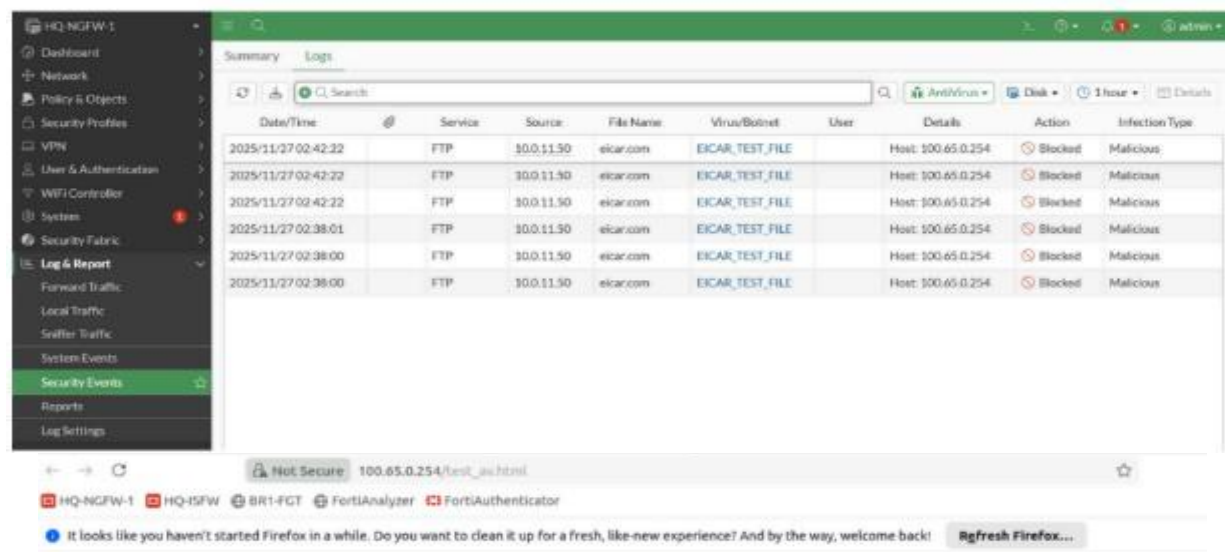 HQ-NGFW-1
admin
Dashboard
Network
Policy & Objects
Security Profiles
VPN
User & Authentication
WiFi Controller
System 1
Security Fabric
Log & Report
Forward Traffic
Local Traffic
Sniffer Traffic
System Events
Security Events
Reports
Log Settings
Summary Logs
Search AntiVirus Disk 1 hour Details
Date/Time Service Source File Name Virus/Botnet User Details Action Infection Type
2025/11/27 02:42:22 FTP 10.0.11.50 eicar.com EICAR_TEST_FILE Host: 100.65.0.254 Blocked Malicious
2025/11/27 02:42:22 FTP 10.0.11.50 eicar.com EICAR_TEST_FILE Host: 100.65.0.254 Blocked Malicious
2025/11/27 02:42:22 FTP 10.0.11.50 eicar.com EICAR_TEST_FILE Host: 100.65.0.254 Blocked Malicious
2025/11/27 02:38:01 FTP 10.0.11.50 eicar.com EICAR_TEST_FILE Host: 100.65.0.254 Blocked Malicious
2025/11/27 02:38:00 FTP 10.0.11.50 eicar.com EICAR_TEST_FILE Host: 100.65.0.254 Blocked Malicious
2025/11/27 02:38:00 FTP 10.0.11.50 eicar.com EICAR_TEST_FILE Host: 100.65.0.254 Blocked Malicious
Not Secure 100.65.0.254/test_av.html
HQ-NGFW-1 HQ-ISFW BR1-FGT FortiAnalyzer FortiAuthenticator
It looks like you haven't started Firefox in a while. Do you want to clean it up for a fresh, like-new experience? And by the way, welcome back! Refresh Firefox...